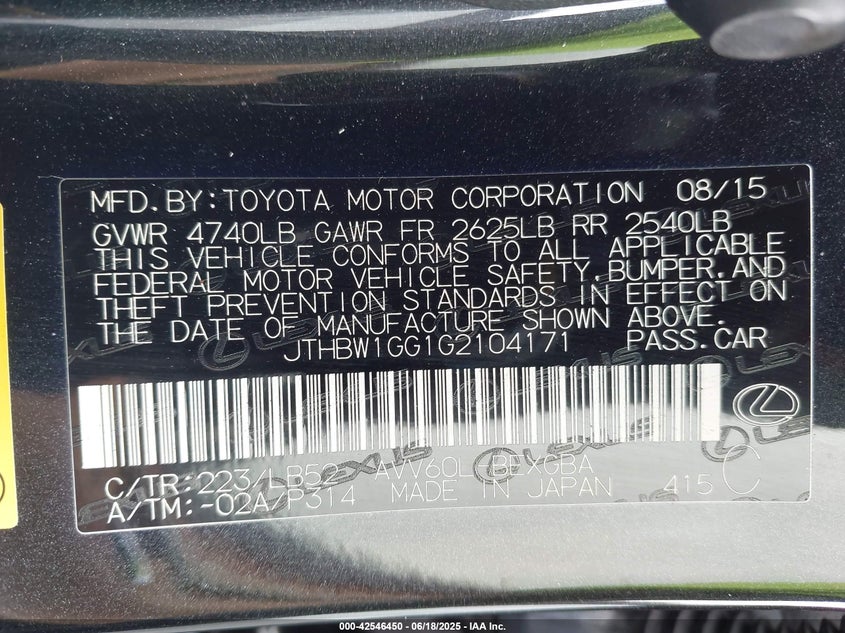 MFD.BY:TOYOTA MOTOR CORPORATION 08/15
GVWR 4740LB GAWR FR 2625LB RR 2540LB
THIS VEHICLE CONFORMS TO ALL APPLICABLE
FEDERAL MOTOR VEHICLE SAFETY,BUMPER,AND
THEFT PREVENTION STANDARDS IN EFFECT ON
THE DATE OF MANUFACTURE SHOWN ABOVE.
JTHBW1GG1G2104171 PASS.CAR
C/TR:223/LB52 AVV60L-BEXGBA
A/TM:-02A/P314 MADE IN JAPAN 415 C
LEXUS
000-42546450 - 06/18/2025 - IAA Inc.